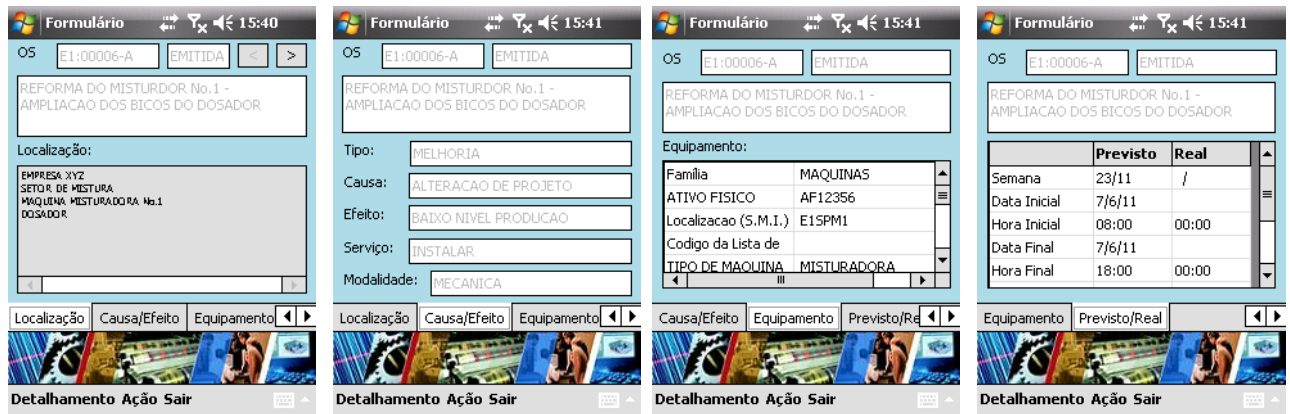 Formulário 15:40
OS E1:00006-A EMITIDA < >
REFORMA DO MISTURDOR No.1 -
AMPLIACAO DOS BICOS DO DOSADOR
Localização:
EMPRESA XYZ
SETOR DE MISTURA
MAQUINA MISTURADORA No.1
DOSADOR
Localização Causa/Efeito Equipamento
Detalhamento Ação Sair
Formulário 15:41
OS E1:00006-A EMITIDA
REFORMA DO MISTURDOR No.1 -
AMPLIACAO DOS BICOS DO DOSADOR
Tipo: MELHORIA
Causa: ALTERACAO DE PROJETO
Efeito: BAIXO NIVEL PRODUCAO
Serviço: INSTALAR
Modalidade: MECANICA
Localização Causa/Efeito Equipamento
Detalhamento Ação Sair
Formulário 15:41
OS E1:00006-A EMITIDA
REFORMA DO MISTURDOR No.1 -
AMPLIACAO DOS BICOS DO DOSADOR
Equipamento:
Família MAQUINAS
ATIVO FISICO AF12356
Localizacao (S.M.I.) E1SPM1
Codigo da Lista de
TIPO DE MAQUINA MISTURADORA
Causa/Efeito Equipamento Previsto/Re
Detalhamento Ação Sair
Formulário 15:41
OS E1:00006-A EMITIDA
REFORMA DO MISTURDOR No.1 -
AMPLIACAO DOS BICOS DO DOSADOR
Previsto Real
Semana 23/11 /
Data Inicial 7/6/11
Hora Inicial 08:00 00:00
Data Final 7/6/11
Hora Final 18:00 00:00
Equipamento Previsto/Real
Detalhamento Ação Sair